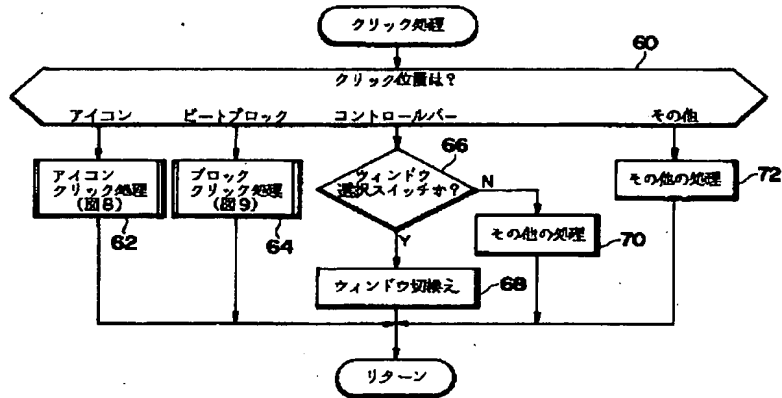 クリック処理
60
クリック位置は?
アイコン
ビートブロック
コントロールバー
その他
アイコン
クリック処理
(図8)
62
ブロック
クリック処理
(図9)
64
66
ウィンドウ
選択スイッチか?
N
Y
その他の処理
70
その他の処理
72
ウィンドウ切換え
68
リターン